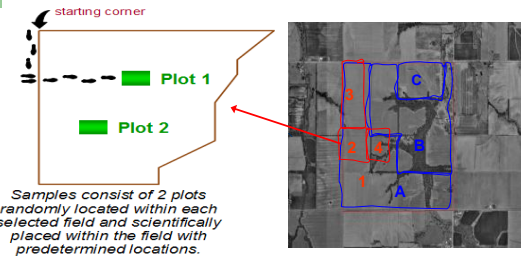 starting corner
Plot 1
Plot 2
Samples consist of 2 plots
randomly located within each
selected field and scientifically
placed within the field with
predetermined locations.
C
3
B
2
4
1
A